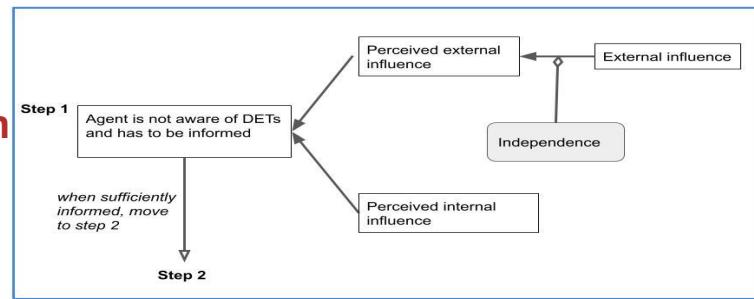 Perceived external
influence
External influence
Step 1
Agent is not aware of DETs
and has to be informed
n
Independence
when sufficiently
informed, move
to step 2
Perceived internal
influence
Step 2